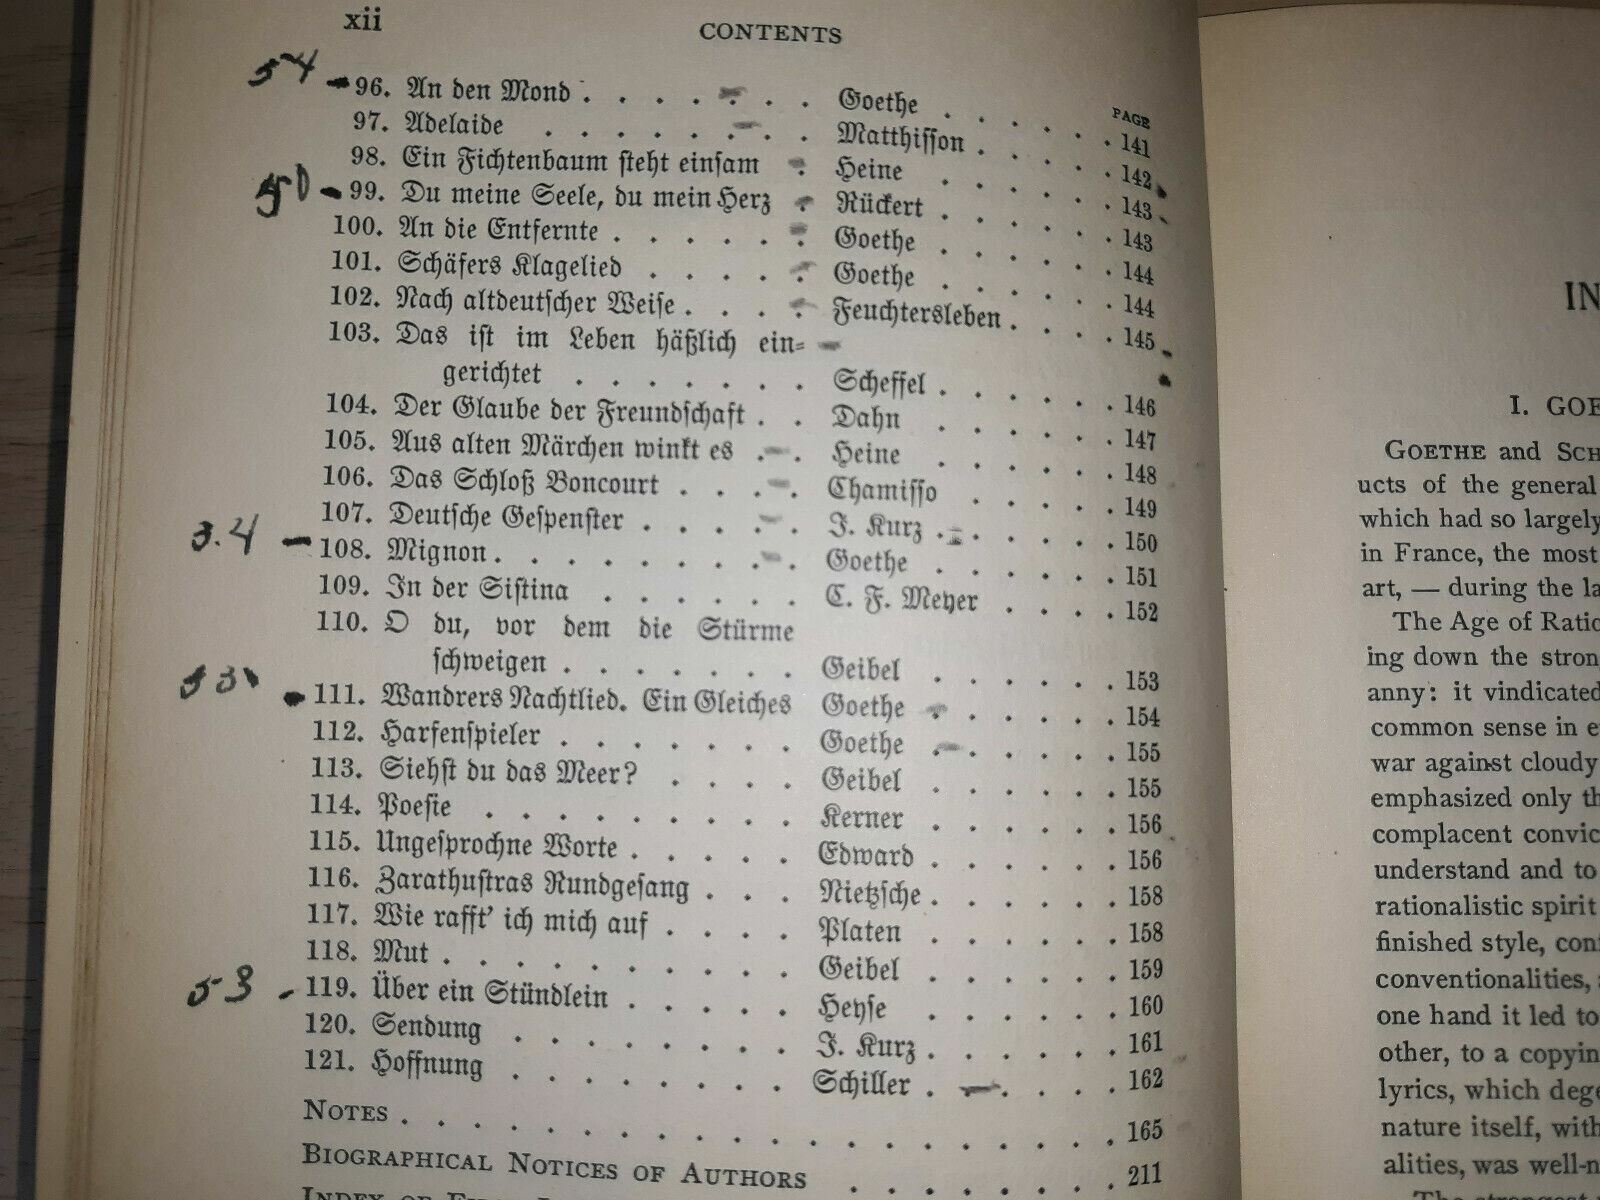 xii
CONTENTS
PAGE
54 - 96. An den Mond . . . . . . . Goethe . . . . . 141
97. Adelaide . . . . . . . Matthisson . . . . 142
98. Ein Fichtenbaum steht einsam . Heine . . . . . 143
50 - 99. Du meine Seele, du mein Herz . Rückert . . . . . 143
100. An die Entfernte . . . . . . Goethe . . . . . 144
101. Schäfers Klagelied . . . . . Goethe . . . . . 144
102. Nach altdeutscher Weise . . . . Feuchtersleben . . . . 145
103. Das ist im Leben häßlich ein-
gerichtet . . . . . . . Scheffel . . . . . 146
104. Der Glaube der Freundschaft . . Dahn . . . . . 147
105. Aus alten Märchen winkt es . . Heine . . . . . 148
106. Das Schloß Boncourt . . . . Chamisso . . . . . 149
107. Deutsche Gespenster . . . . . J. Kurz . . . . . . 150
3.4 - 108. Mignon . . . . . . . . . Goethe . . . . . 151
109. In der Sistina . . . . . . C. F. Meyer . . . . 152
110. O du, vor dem die Stürme
schweigen . . . . . . . Geibel . . . . . . 153
53 111. Wandrers Nachtlied. Ein Gleiches Goethe . . . . . . 154
112. Harfenspieler . . . . . . . Goethe . . . . . . 155
113. Siehst du das Meer? . . . . Geibel . . . . . . 155
114. Poesie . . . . . . . . . Kerner . . . . . . 156
115. Ungesprochne Worte . . . . . Edward . . . . . . 156
116. Zarathustras Rundgesang . . . Nietzsche . . . . . . 158
117. Wie rafft' ich mich auf . . . . Platen . . . . . . 158
118. Mut . . . . . . . . . . Geibel . . . . . . 159
53 - 119. Über ein Stündlein . . . . . Heyse . . . . . . 160
120. Sendung . . . . . . . . J. Kurz . . . . . . 161
121. Hoffnung . . . . . . . . Schiller . . . . . . 162
NOTES . . . . . . . . . . . . . . . . . . 165
BIOGRAPHICAL NOTICES OF AUTHORS . . . . . . . 211
INDEX OF
IN
I. GOE
GOETHE and SCH
ucts of the general
which had so largely
in France, the most
art, — during the la
The Age of Ratio
ing down the stron
anny: it vindicated
common sense in e
war against cloudy
emphasized only th
complacent convic
understand and to
rationalistic spirit
finished style, con
conventionalities,
one hand it led to
other, to a copyin
lyrics, which dege
nature itself, with
alities, was well-n